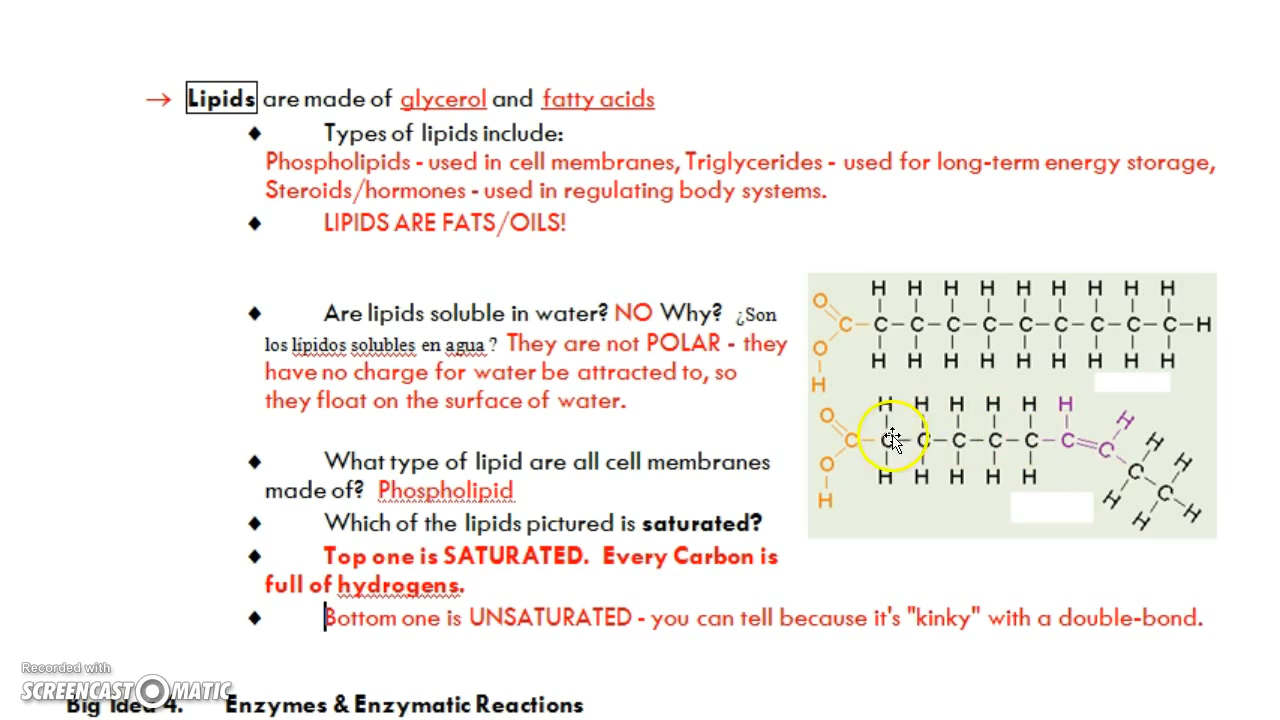 → Lipids are made of glycerol and fatty acids
♦ Types of lipids include:
Phospholipids - used in cell membranes, Triglycerides - used for long-term energy storage,
Steroids/hormones - used in regulating body systems.
♦ LIPIDS ARE FATS/OILS!
♦ Are lipids soluble in water? NO Why? ¿Son
los lípidos solubles en agua ? They are not POLAR - they
have no charge for water be attracted to, so
they float on the surface of water.
♦ What type of lipid are all cell membranes
made of? Phospholipid
♦ Which of the lipids pictured is saturated?
♦ Top one is SATURATED. Every Carbon is
full of hydrogens.
♦ Bottom one is UNSATURATED - you can tell because it's "kinky" with a double-bond.
H H H H H H H H H
O
C C C C C C C C C C H
O
H H H H H H H H H
H
H H H H H H
O H
C C C C C C C C H
O C H
H H H H H C
H H H
H
Recorded with
SCREENCAST MATIC
Big Idea 4. Enzymes & Enzymatic Reactions